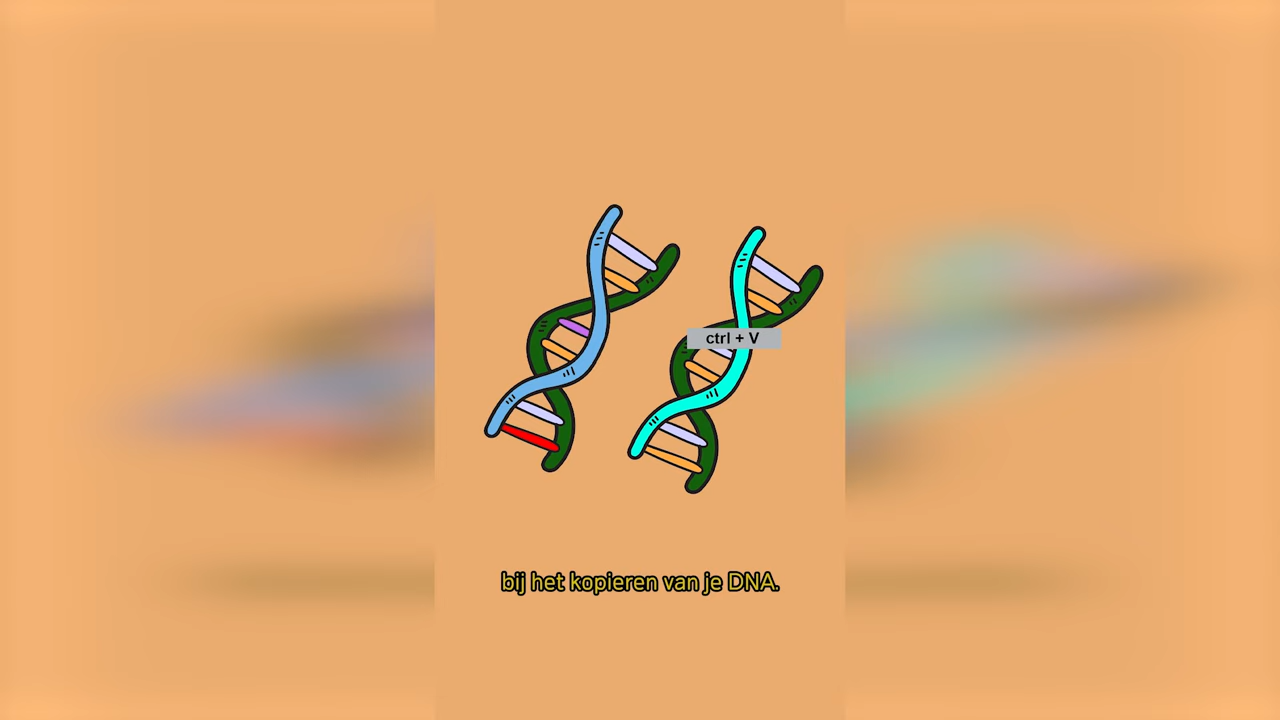 ctrl + V
bij het kopieren van je DNA.